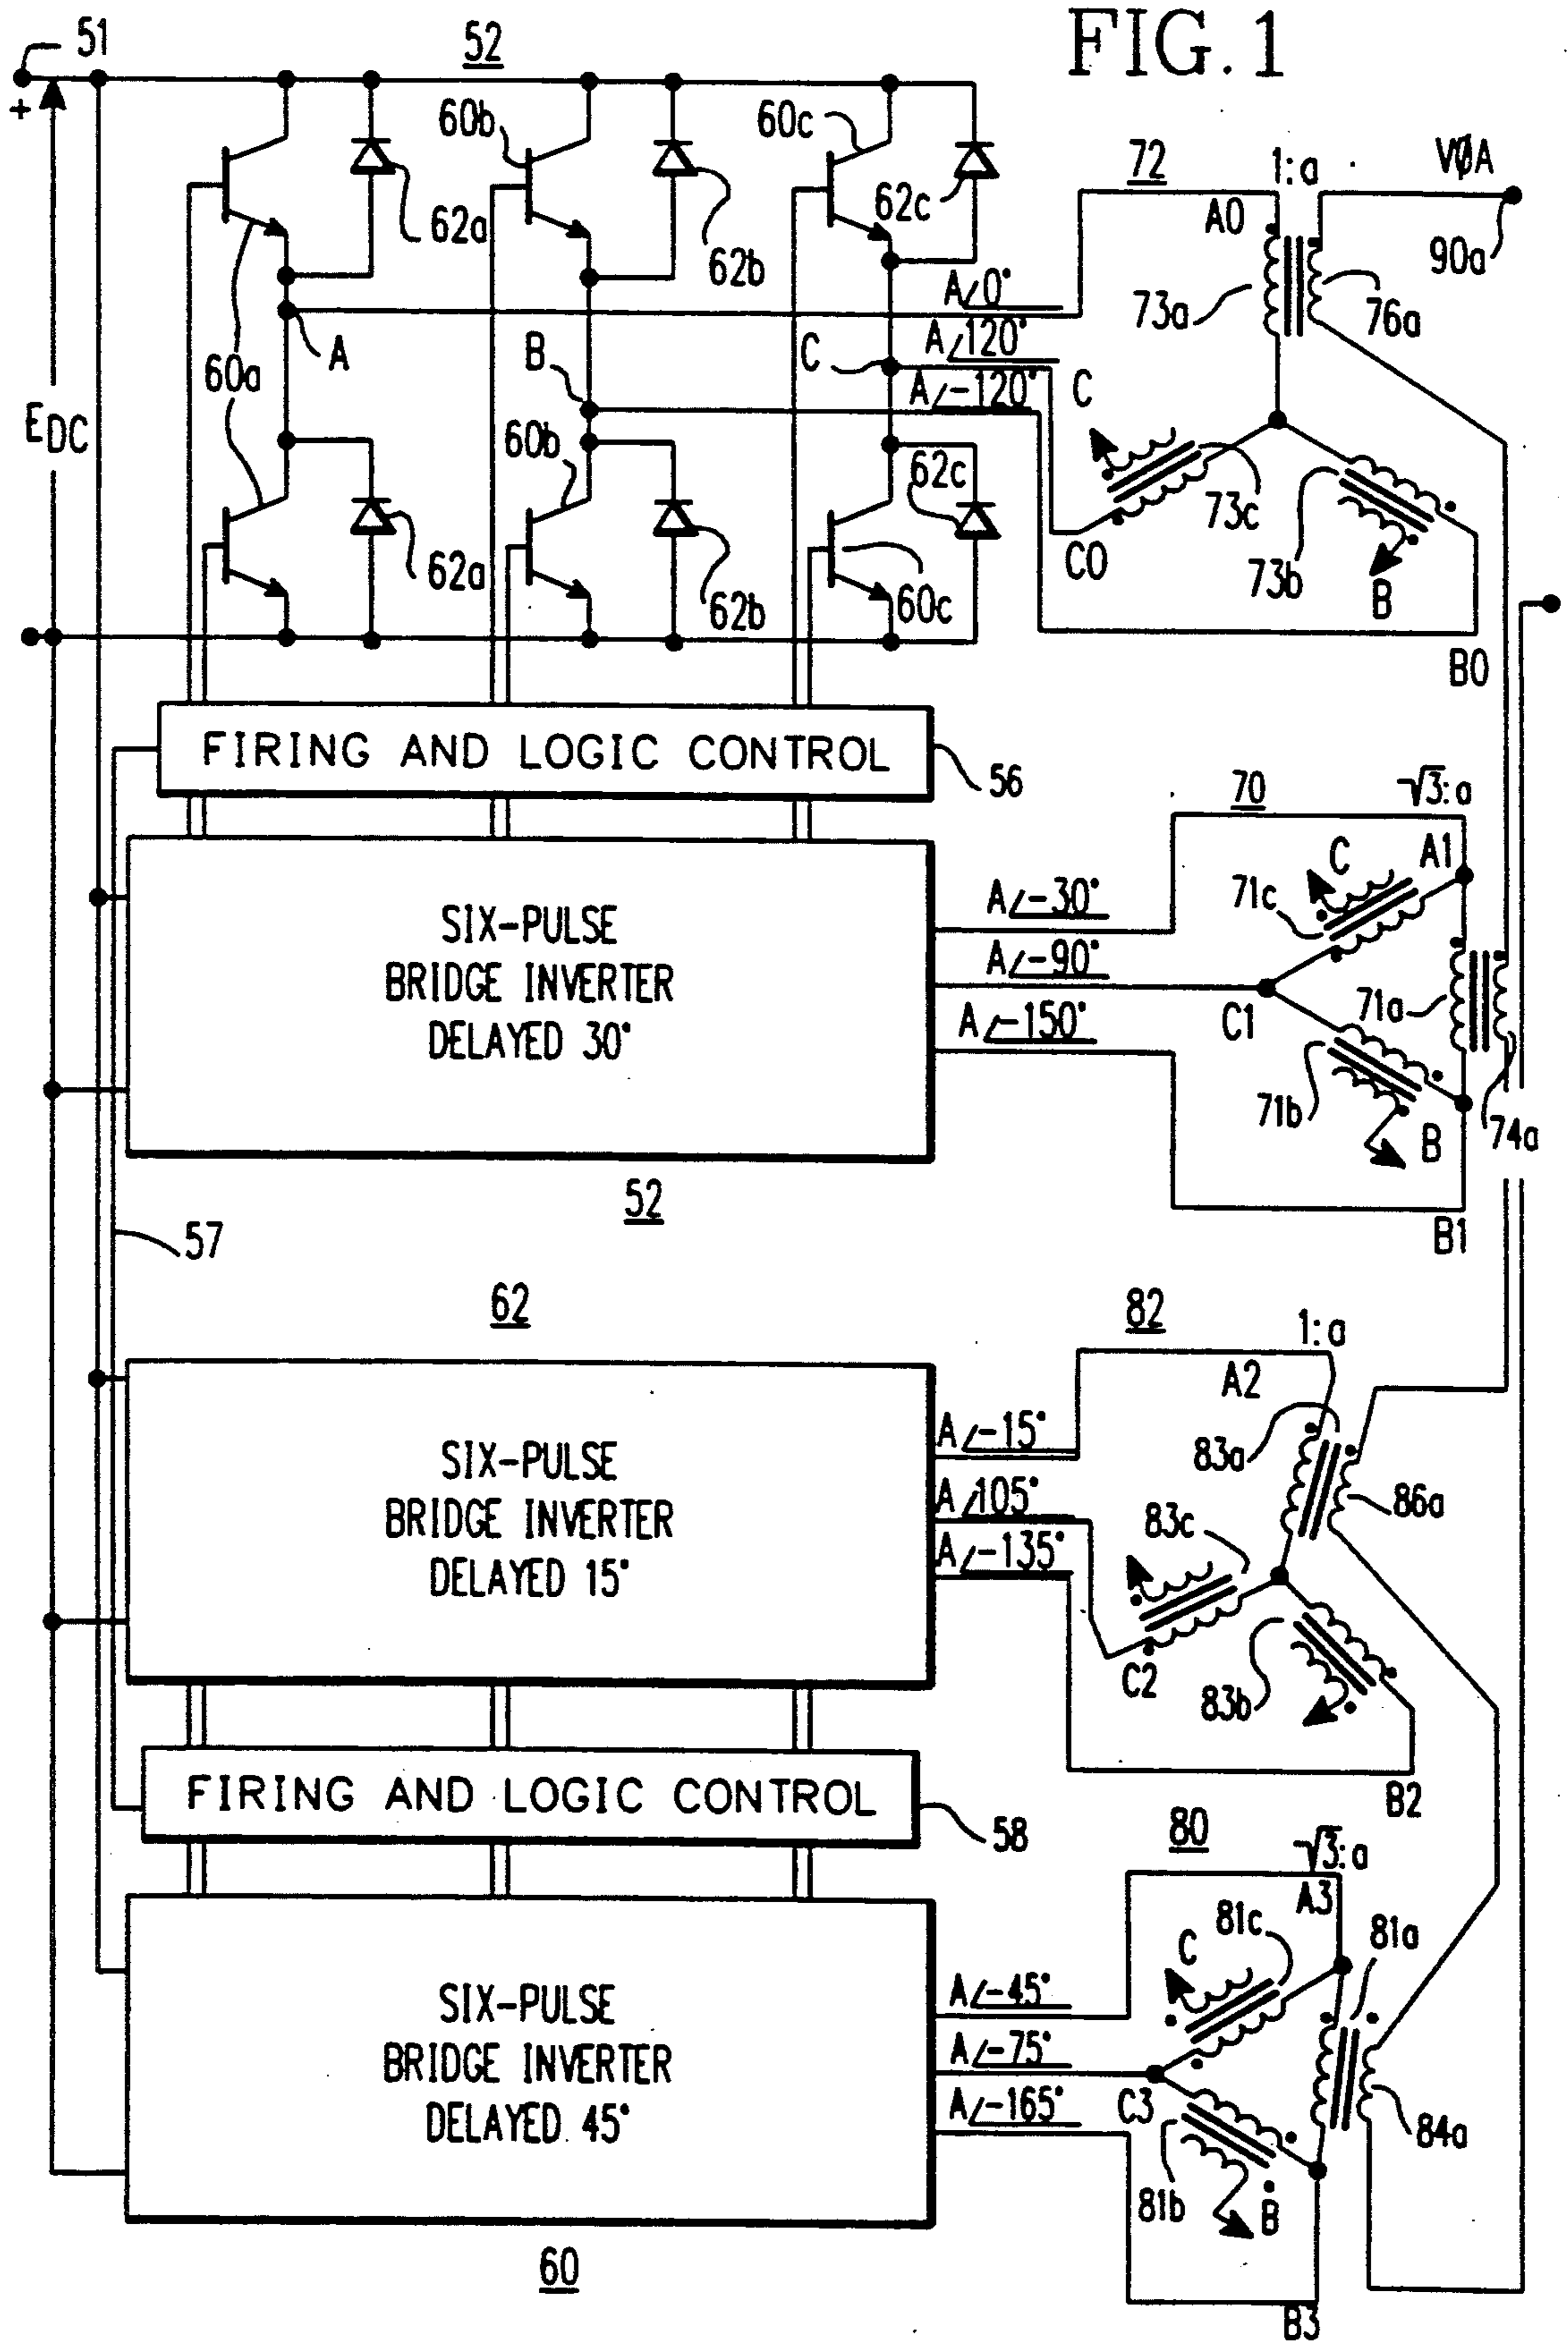 FIG. 1
51
52
+
60b
60c
62a
62b
62c
72
1:a
VØA
A0
90a
73a
76a
A∠0°
A∠120°
A∠-120°
A
B
C
60a
EDC
60b
62c
C
73c
73b
B
C0
62a
62b
60c
B0
FIRING AND LOGIC CONTROL
56
70
√3:a
SIX-PULSE
BRIDGE INVERTER
DELAYED 30°
A∠-30°
A∠-90°
A∠-150°
C
A1
71c
71a
C1
71b
B
74a
B1
52
57
62
82
1:a
A2
SIX-PULSE
BRIDGE INVERTER
DELAYED 15°
A∠-15°
A∠105°
A∠-135°
83a
86a
83c
C2
83b
B2
FIRING AND LOGIC CONTROL
58
80
√3:a
A3
SIX-PULSE
BRIDGE INVERTER
DELAYED 45°
A∠-45°
A∠-75°
A∠-165°
81c
81a
C
C3
84a
81b
B
B3
60